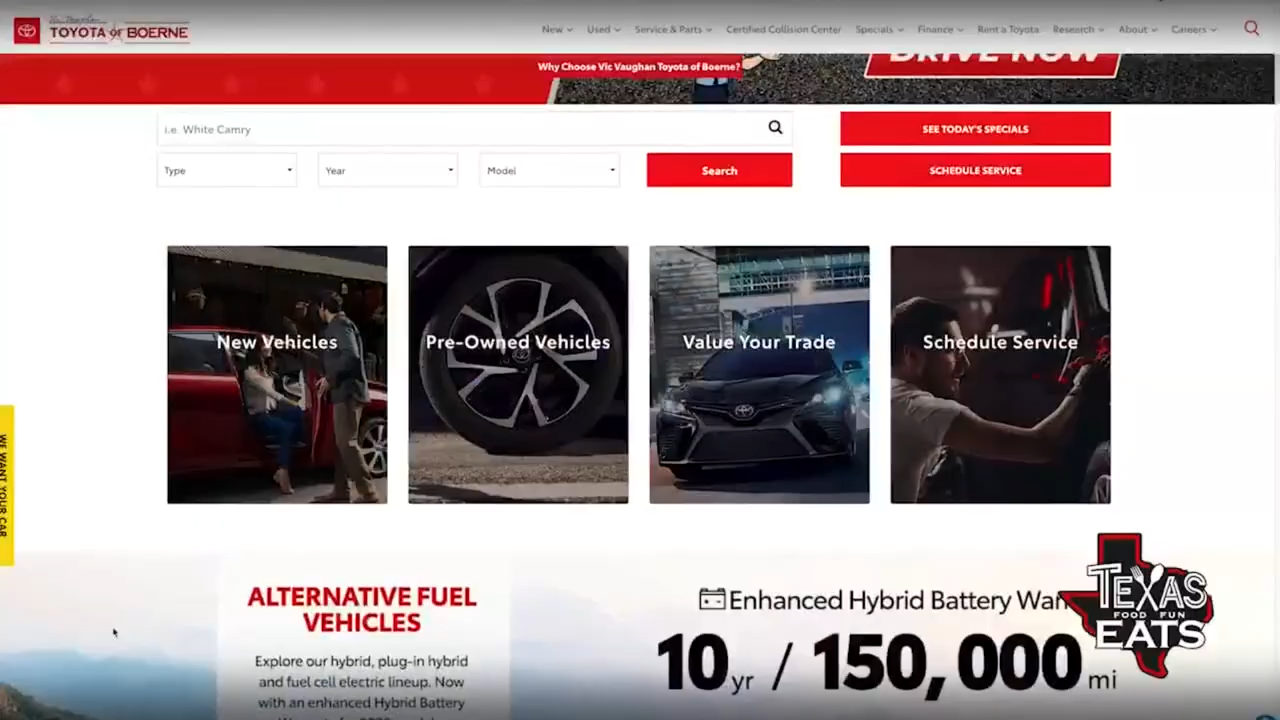 Vic Vaughan
TOYOTA of BOERNE
New Used Service & Parts Certified Collision Center Specials Finance Rent a Toyota Research About Careers
Why Choose Vic Vaughan Toyota of Boerne?
DRIVE NOW
i.e. White Camry
SEE TODAY'S SPECIALS
Type Year Model Search
SCHEDULE SERVICE
New Vehicles
Pre-Owned Vehicles
Value Your Trade
Schedule Service
WE WANT YOUR CAR
ALTERNATIVE FUEL
VEHICLES
Explore our hybrid, plug-in hybrid
and fuel cell electric lineup. Now
with an enhanced Hybrid Battery
Enhanced Hybrid Battery
10 yr / 150,000 mi
TEXAS
FOOD FUN
EATS